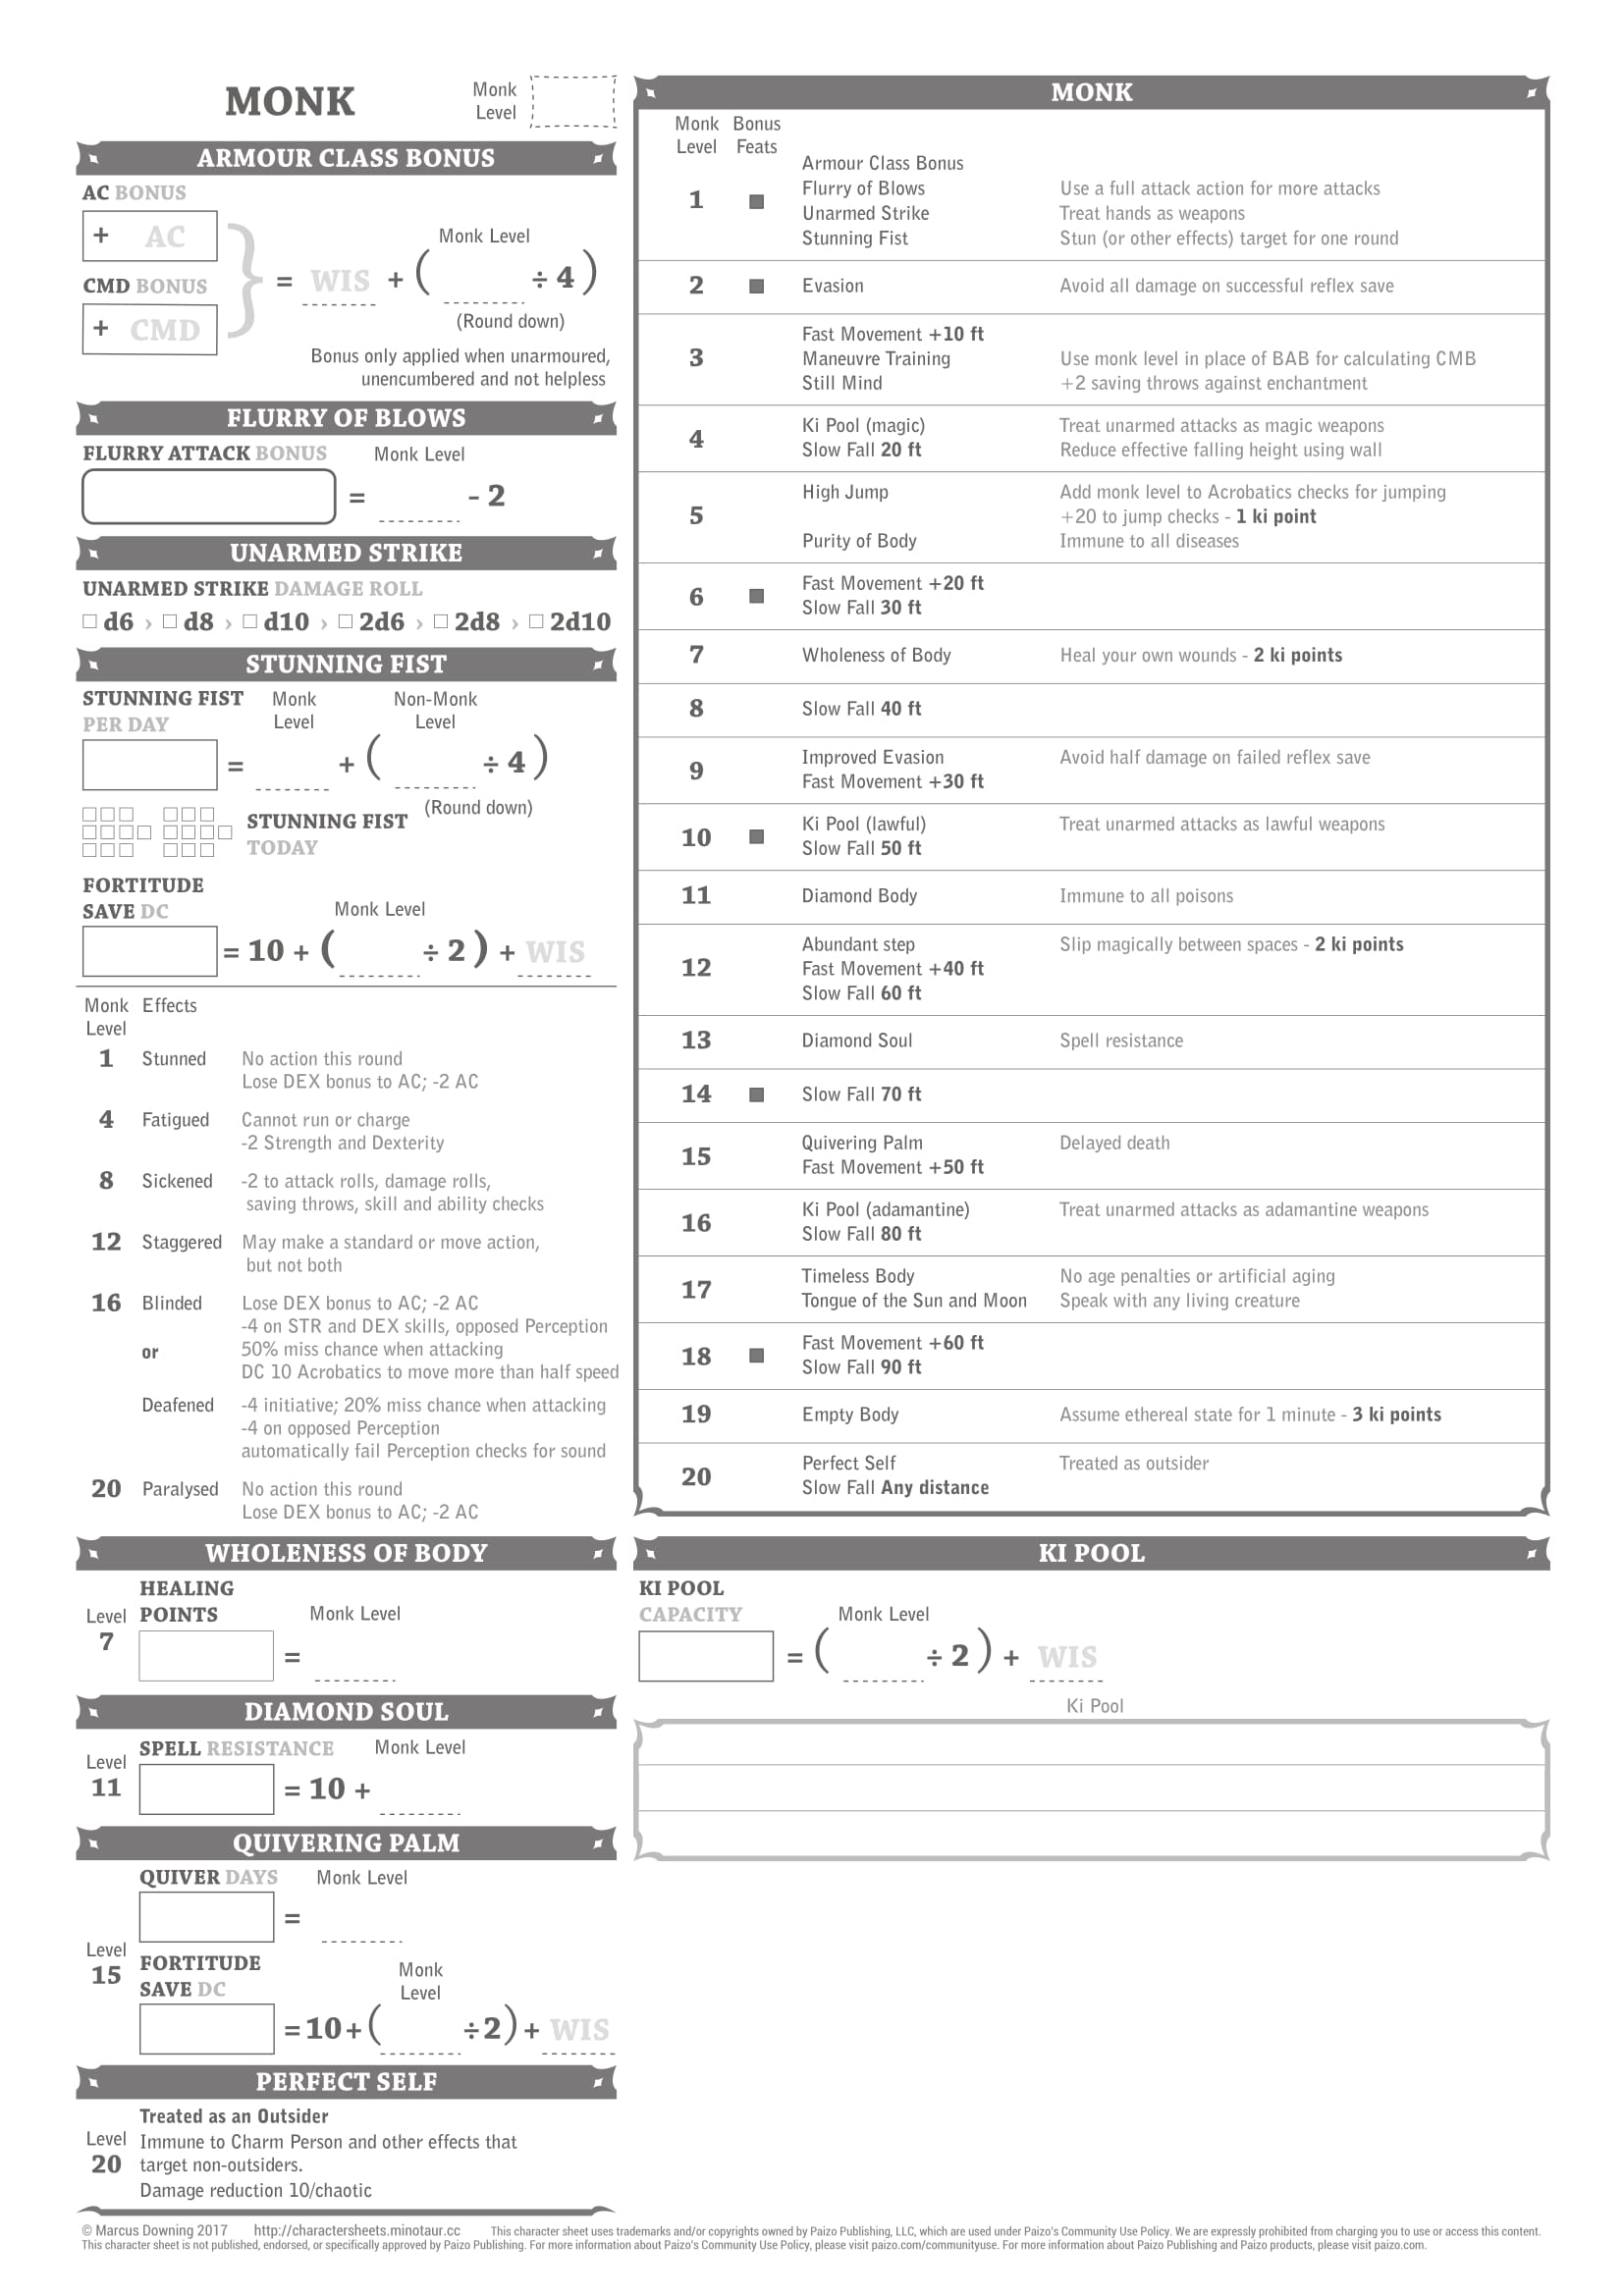 MONK
Monk
Level
ARMOUR CLASS BONUS
AC BONUS
+ AC
CMD BONUS
+ CMD
Monk Level
= WIS + ( ÷ 4 )
(Round down)
Bonus only applied when unarmoured,
unencumbered and not helpless
FLURRY OF BLOWS
FLURRY ATTACK BONUS Monk Level
= - 2
UNARMED STRIKE
UNARMED STRIKE DAMAGE ROLL
□ d6 › □ d8 › □ d10 › □ 2d6 › □ 2d8 › □ 2d10
STUNNING FIST
STUNNING FIST
PER DAY
Monk
Level
Non-Monk
Level
= + ( ÷ 4 )
(Round down)
STUNNING FIST
TODAY
FORTITUDE
SAVE DC
Monk Level
= 10 + ( ÷ 2 ) + WIS
Monk
Level
Effects
1 Stunned No action this round
Lose DEX bonus to AC; -2 AC
4 Fatigued Cannot run or charge
-2 Strength and Dexterity
8 Sickened -2 to attack rolls, damage rolls,
saving throws, skill and ability checks
12 Staggered May make a standard or move action,
but not both
16 Blinded Lose DEX bonus to AC; -2 AC
-4 on STR and DEX skills, opposed Perception
or 50% miss chance when attacking
DC 10 Acrobatics to move more than half speed
Deafened -4 initiative; 20% miss chance when attacking
-4 on opposed Perception
automatically fail Perception checks for sound
20 Paralysed No action this round
Lose DEX bonus to AC; -2 AC
WHOLENESS OF BODY
Level
7
HEALING
POINTS
Monk Level
=
DIAMOND SOUL
Level
11
SPELL RESISTANCE Monk Level
= 10 +
QUIVERING PALM
QUIVER DAYS Monk Level
=
Level
15
FORTITUDE
SAVE DC
Monk
Level
= 10 + ( ÷ 2 ) + WIS
PERFECT SELF
Level
20
Treated as an Outsider
Immune to Charm Person and other effects that
target non-outsiders.
Damage reduction 10/chaotic
MONK
Monk
Level
Bonus
Feats
Armour Class Bonus
1 ■ Flurry of Blows Use a full attack action for more attacks
Unarmed Strike Treat hands as weapons
Stunning Fist Stun (or other effects) target for one round
2 ■ Evasion Avoid all damage on successful reflex save
Fast Movement +10 ft
3 Maneuvre Training Use monk level in place of BAB for calculating CMB
Still Mind +2 saving throws against enchantment
4 Ki Pool (magic) Treat unarmed attacks as magic weapons
Slow Fall 20 ft Reduce effective falling height using wall
High Jump Add monk level to Acrobatics checks for jumping
5 +20 to jump checks - 1 ki point
Purity of Body Immune to all diseases
6 ■ Fast Movement +20 ft
Slow Fall 30 ft
7 Wholeness of Body Heal your own wounds - 2 ki points
8 Slow Fall 40 ft
9 Improved Evasion Avoid half damage on failed reflex save
Fast Movement +30 ft
10 ■ Ki Pool (lawful) Treat unarmed attacks as lawful weapons
Slow Fall 50 ft
11 Diamond Body Immune to all poisons
Abundant step Slip magically between spaces - 2 ki points
12 Fast Movement +40 ft
Slow Fall 60 ft
13 Diamond Soul Spell resistance
14 ■ Slow Fall 70 ft
15 Quivering Palm Delayed death
Fast Movement +50 ft
16 Ki Pool (adamantine) Treat unarmed attacks as adamantine weapons
Slow Fall 80 ft
17 Timeless Body No age penalties or artificial aging
Tongue of the Sun and Moon Speak with any living creature
18 ■ Fast Movement +60 ft
Slow Fall 90 ft
19 Empty Body Assume ethereal state for 1 minute - 3 ki points
20 Perfect Self Treated as outsider
Slow Fall Any distance
KI POOL
KI POOL
CAPACITY
Monk Level
= ( ÷ 2 ) + WIS
Ki Pool
© Marcus Downing 2017 http://charactersheets.minotaur.cc This character sheet uses trademarks and/or copyrights owned by Paizo Publishing, LLC, which are used under Paizo's Community Use Policy. We are expressly prohibited from charging you to use or access this content.
This character sheet is not published, endorsed, or specifically approved by Paizo Publishing. For more information about Paizo's Community Use Policy, please visit paizo.com/communityuse. For more information about Paizo Publishing and Paizo products, please visit paizo.com.